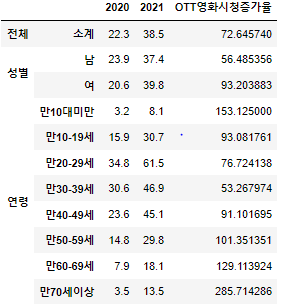 2020 2021 OTT영화시청증가율
전체 소계 22.3 38.5 72.645740
성별 남 23.9 37.4 56.485356
여 20.6 39.8 93.203883
연령 만10대미만 3.2 8.1 153.125000
만10-19세 15.9 30.7 93.081761
만20-29세 34.8 61.5 76.724138
만30-39세 30.6 46.9 53.267974
만40-49세 23.6 45.1 91.101695
만50-59세 14.8 29.8 101.351351
만60-69세 7.9 18.1 129.113924
만70세이상 3.5 13.5 285.714286